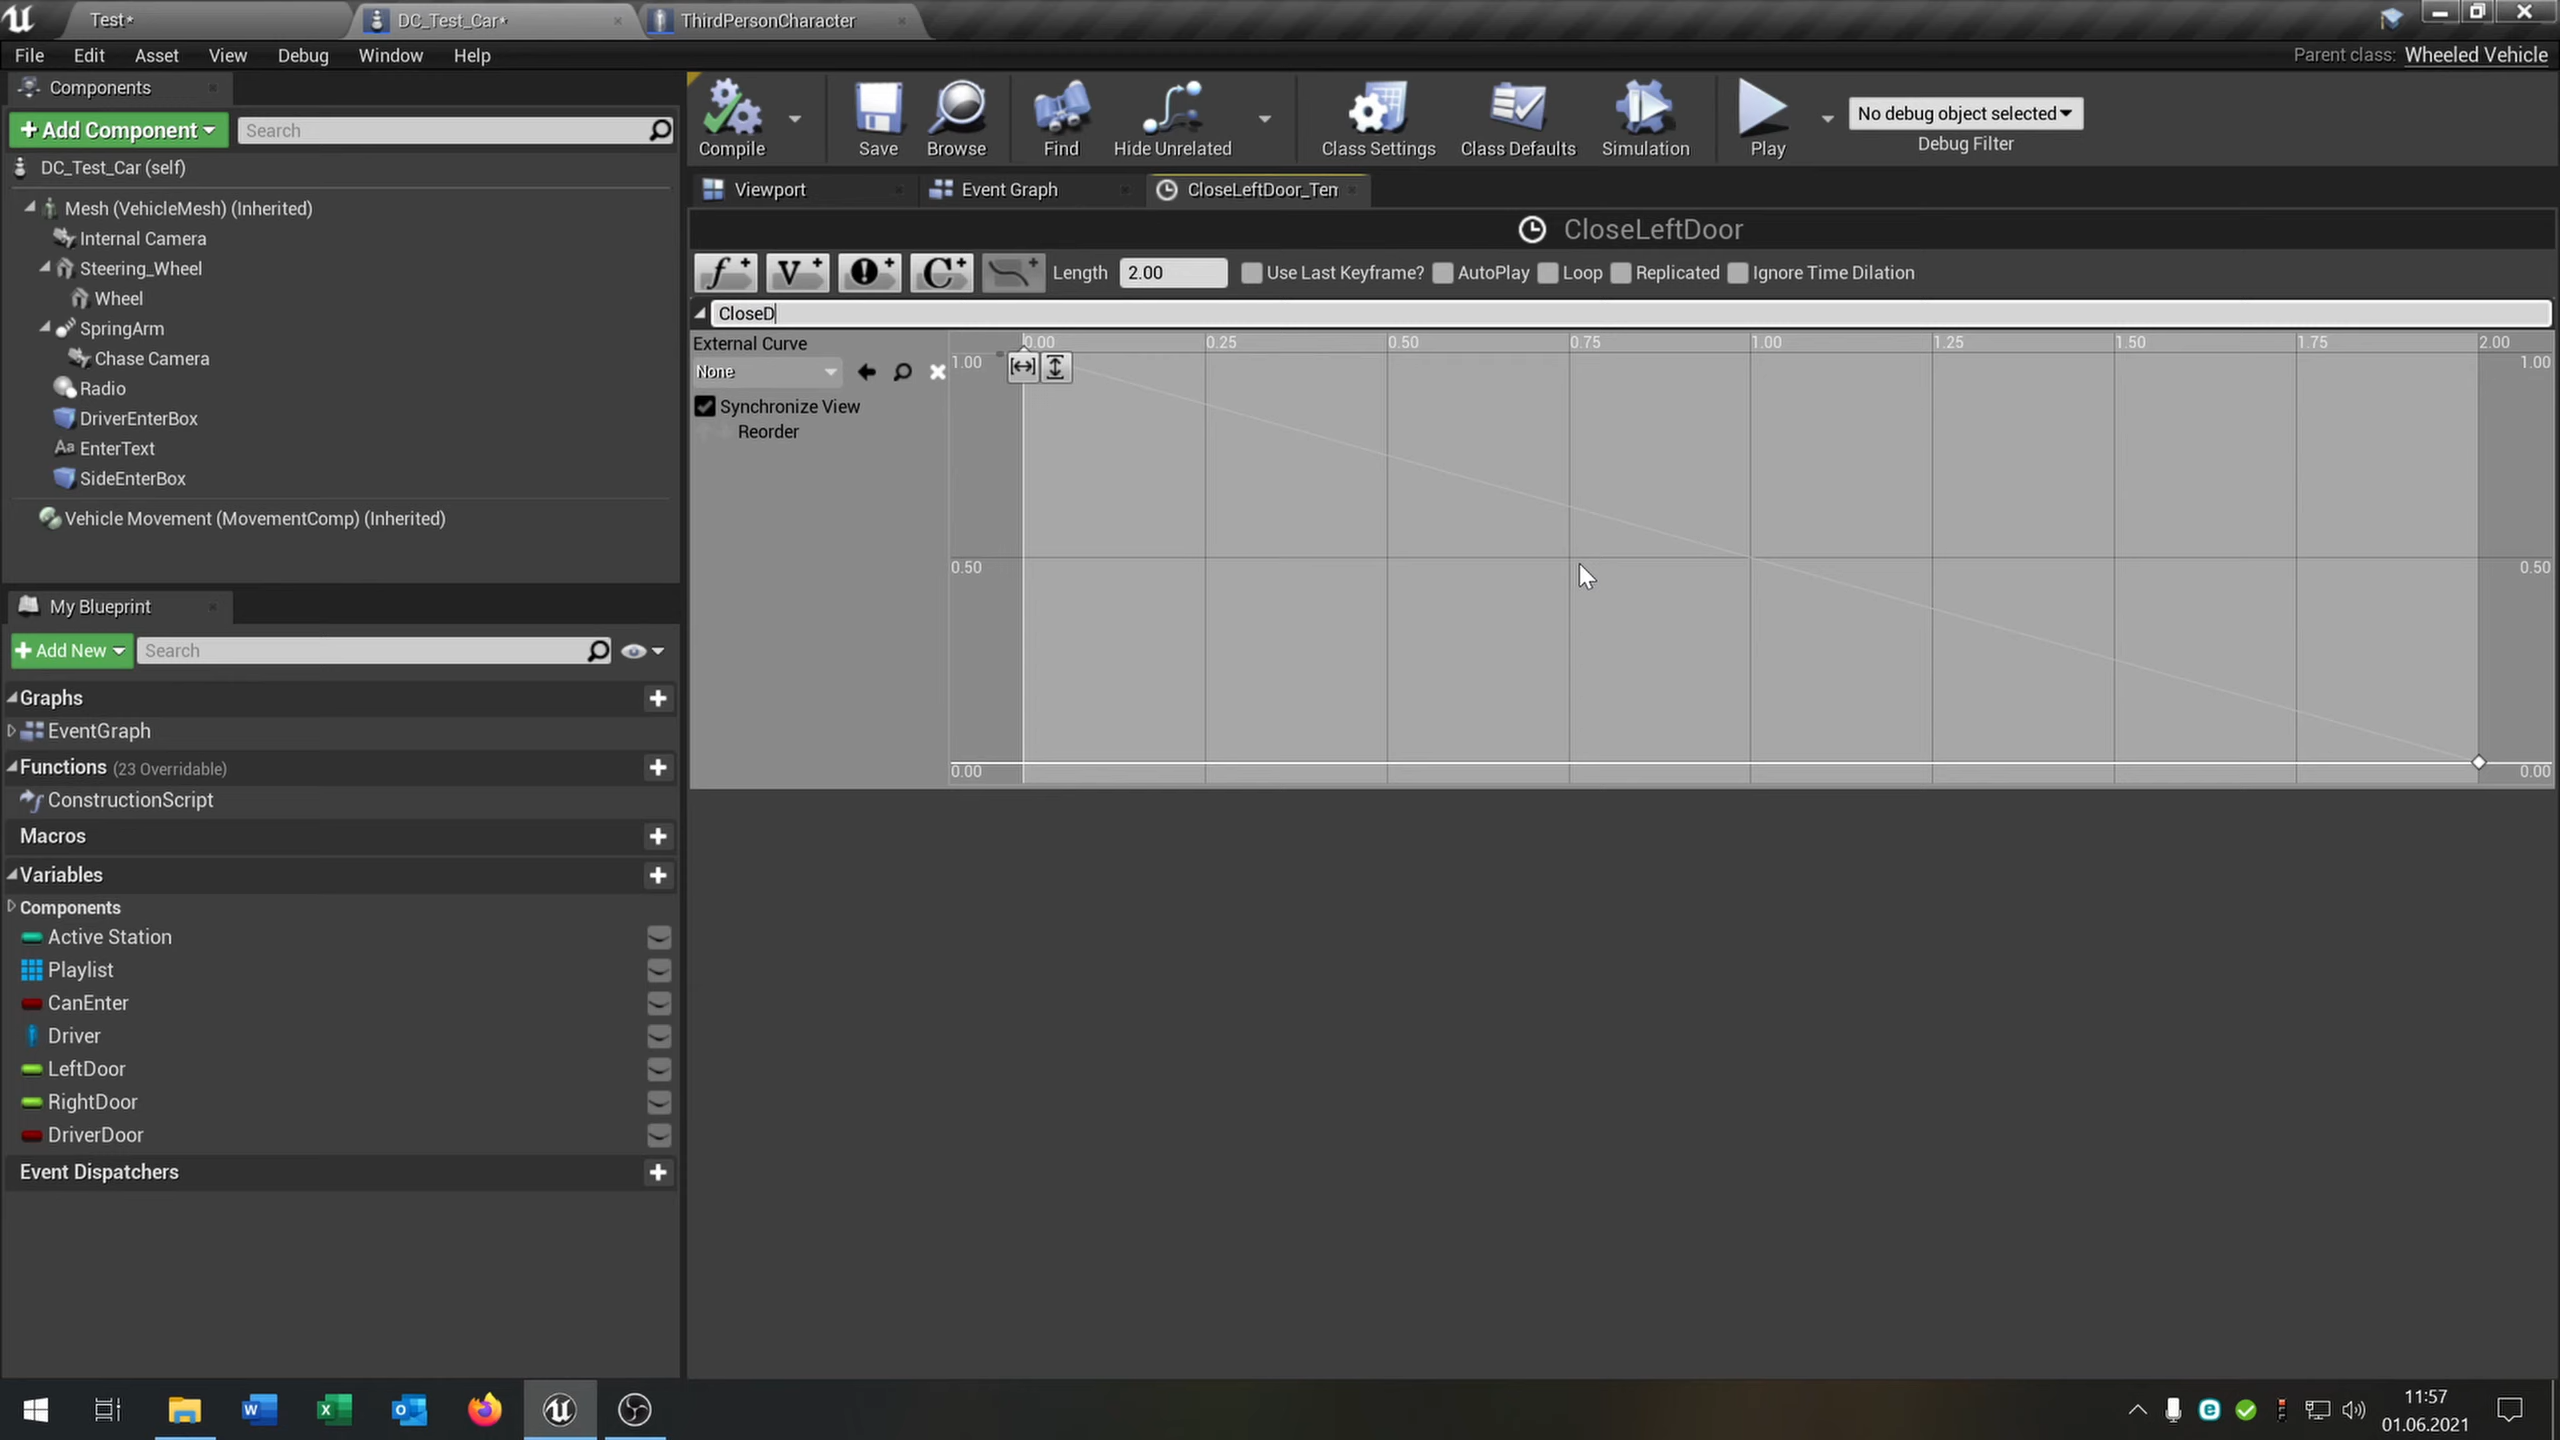 Test*
DC_Test_Car*
ThirdPersonCharacter
File Edit Asset View Debug Window Help
Parent class: Wheeled Vehicle
Components
+ Add Component
Search
DC_Test_Car (self)
Mesh (VehicleMesh) (Inherited)
Internal Camera
Steering_Wheel
Wheel
SpringArm
Chase Camera
Radio
DriverEnterBox
Aa EnterText
SideEnterBox
Vehicle Movement (MovementComp) (Inherited)
Compile Save Browse Find Hide Unrelated Class Settings Class Defaults Simulation Play
No debug object selected
Debug Filter
Viewport
Event Graph
CloseLeftDoor_Tem
CloseLeftDoor
f+ V+ !+ C+
Length 2.00 Use Last Keyframe? AutoPlay Loop Replicated Ignore Time Dilation
CloseD
External Curve
None
Synchronize View
Reorder
0.00 0.25 0.50 0.75 1.00 1.25 1.50 1.75 2.00
1.00 1.00
0.50 0.50
0.00 0.00
My Blueprint
+ Add New
Search
Graphs
EventGraph
Functions (23 Overridable)
ConstructionScript
Macros
Variables
Components
Active Station
Playlist
CanEnter
Driver
LeftDoor
RightDoor
DriverDoor
Event Dispatchers
11:57
01.06.2021